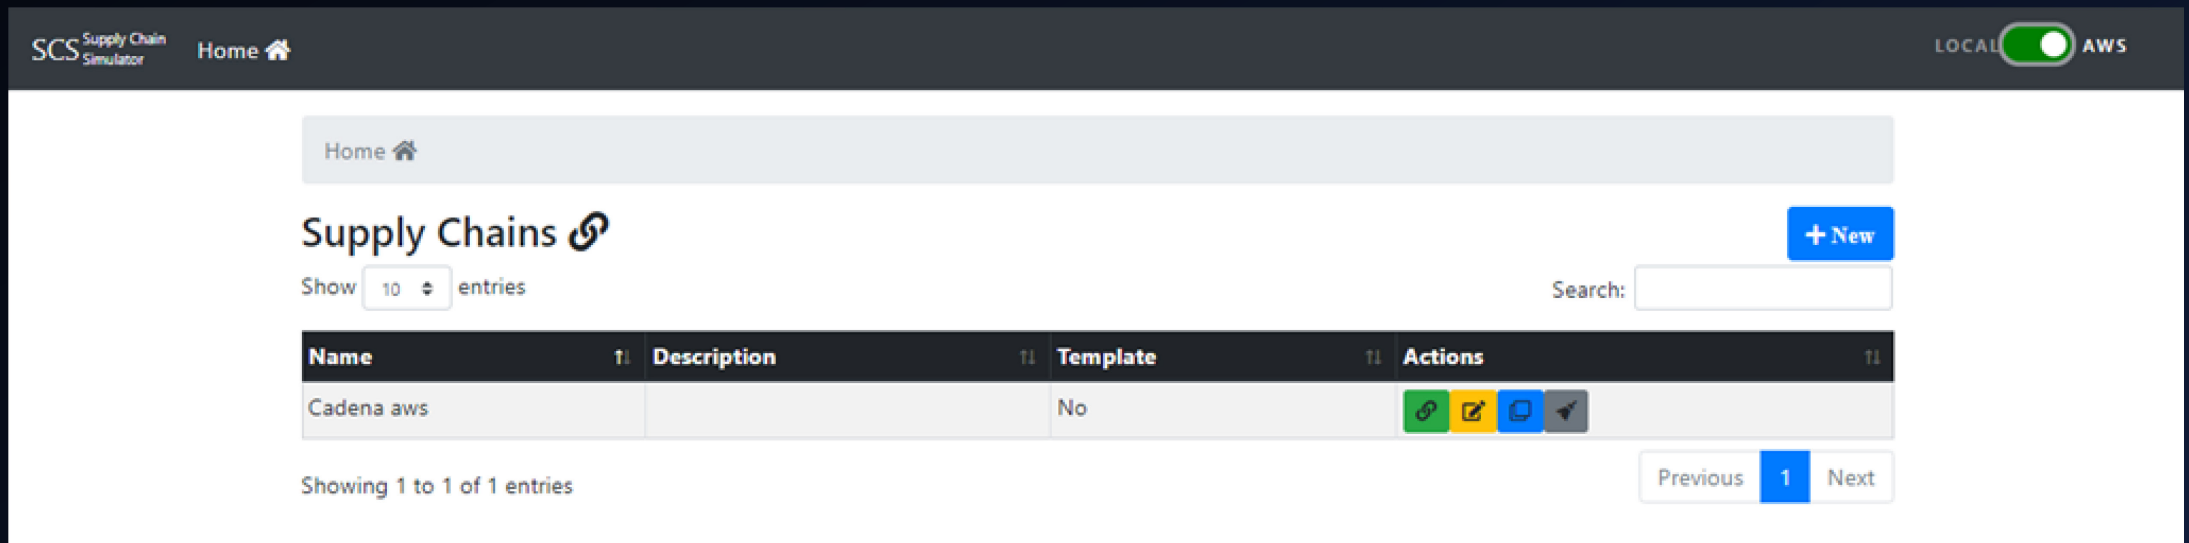 SCS Supply Chain Simulator Home LOCAL AWS
Home
Supply Chains
+ New
Show 10 entries Search:
Name Description Template Actions
Cadena aws No
Showing 1 to 1 of 1 entries Previous 1 Next